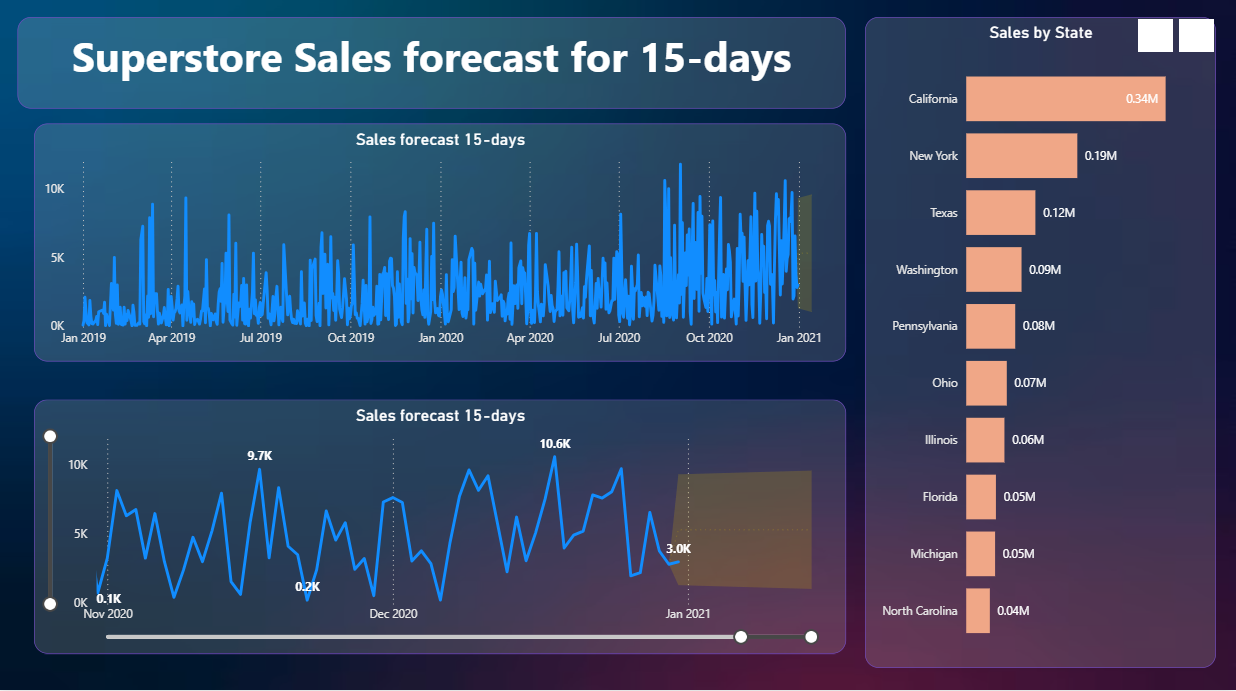 Superstore Sales forecast for 15-days
Sales forecast 15-days
10K
5K
0K
Jan 2019 Apr 2019 Jul 2019 Oct 2019 Jan 2020 Apr 2020 Jul 2020 Oct 2020 Jan 2021
Sales forecast 15-days
10.6K
9.7K
10K
5K
3.0K
0.2K
0K 0.1K
Nov 2020 Dec 2020 Jan 2021
Sales by State
California 0.34M
New York 0.19M
Texas 0.12M
Washington 0.09M
Pennsylvania 0.08M
Ohio 0.07M
Illinois 0.06M
Florida 0.05M
Michigan 0.05M
North Carolina 0.04M